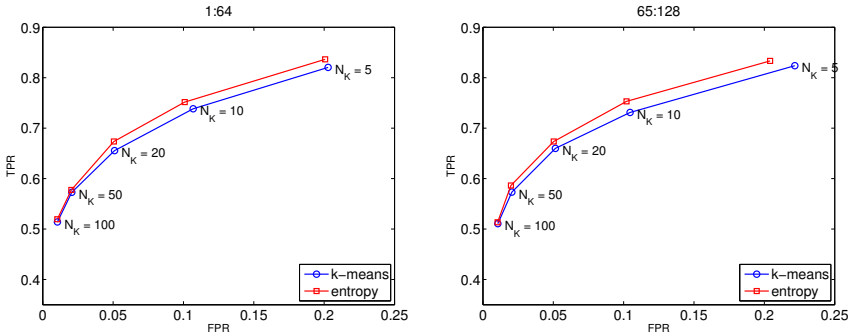 1:64
0.9
0.8
0.7
0.6
0.5
0.4
TPR
N_K = 5
N_K = 10
N_K = 20
N_K = 50
N_K = 100
k-means
entropy
0 0.05 0.1 0.15 0.2 0.25
FPR
65:128
0.9
0.8
0.7
0.6
0.5
0.4
TPR
N_K = 5
N_K = 10
N_K = 20
N_K = 50
N_K = 100
k-means
entropy
0 0.05 0.1 0.15 0.2 0.25
FPR